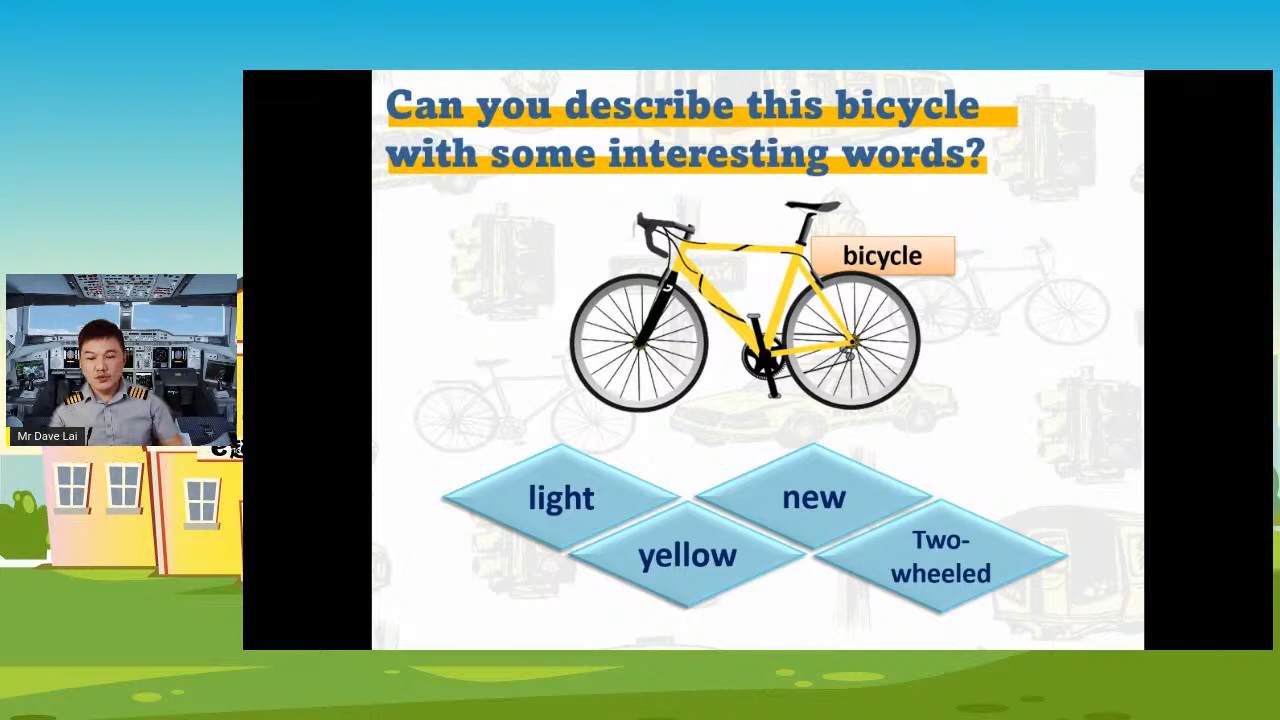 Can you describe this bicycle
with some interesting words?
bicycle
light
new
yellow
Two-
wheeled
Mr Dave Lai